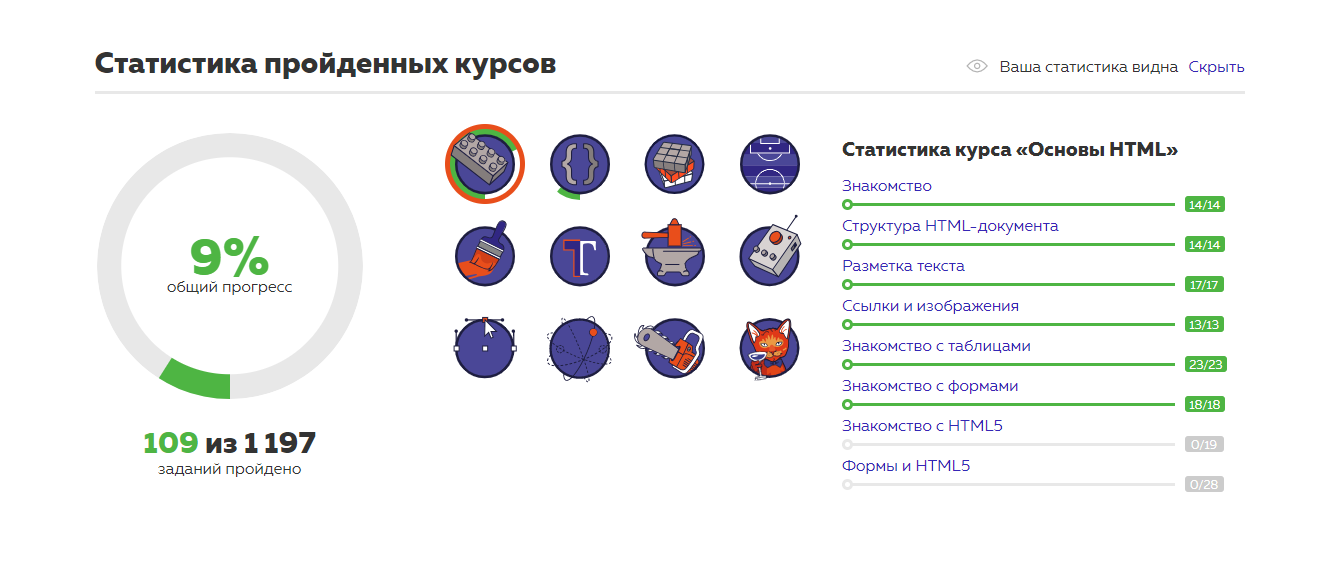 Статистика пройденных курсов
Ваша статистика видна Скрыть
9%
общий прогресс
109 из 1 197
заданий пройдено
Статистика курса «Основы HTML»
Знакомство
14/14
Структура HTML-документа
14/14
Разметка текста
17/17
Ссылки и изображения
13/13
Знакомство с таблицами
23/23
Знакомство с формами
18/18
Знакомство с HTML5
0/19
Формы и HTML5
0/28